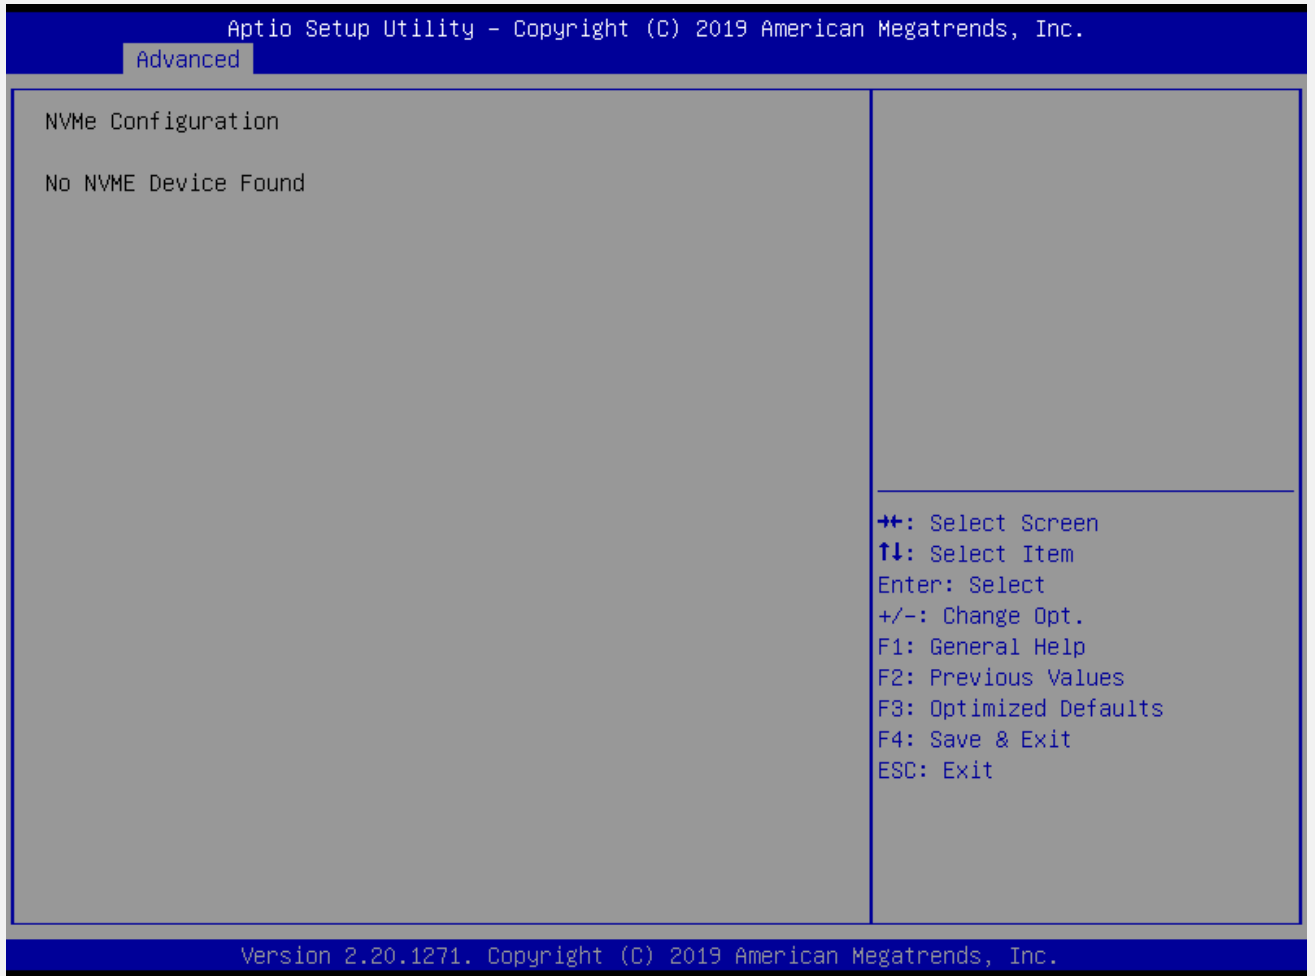 Aptio Setup Utility – Copyright (C) 2019 American Megatrends, Inc.
Advanced
NVMe Configuration
No NVME Device Found
→←: Select Screen
↑↓: Select Item
Enter: Select
+/-: Change Opt.
F1: General Help
F2: Previous Values
F3: Optimized Defaults
F4: Save & Exit
ESC: Exit
Version 2.20.1271. Copyright (C) 2019 American Megatrends, Inc.